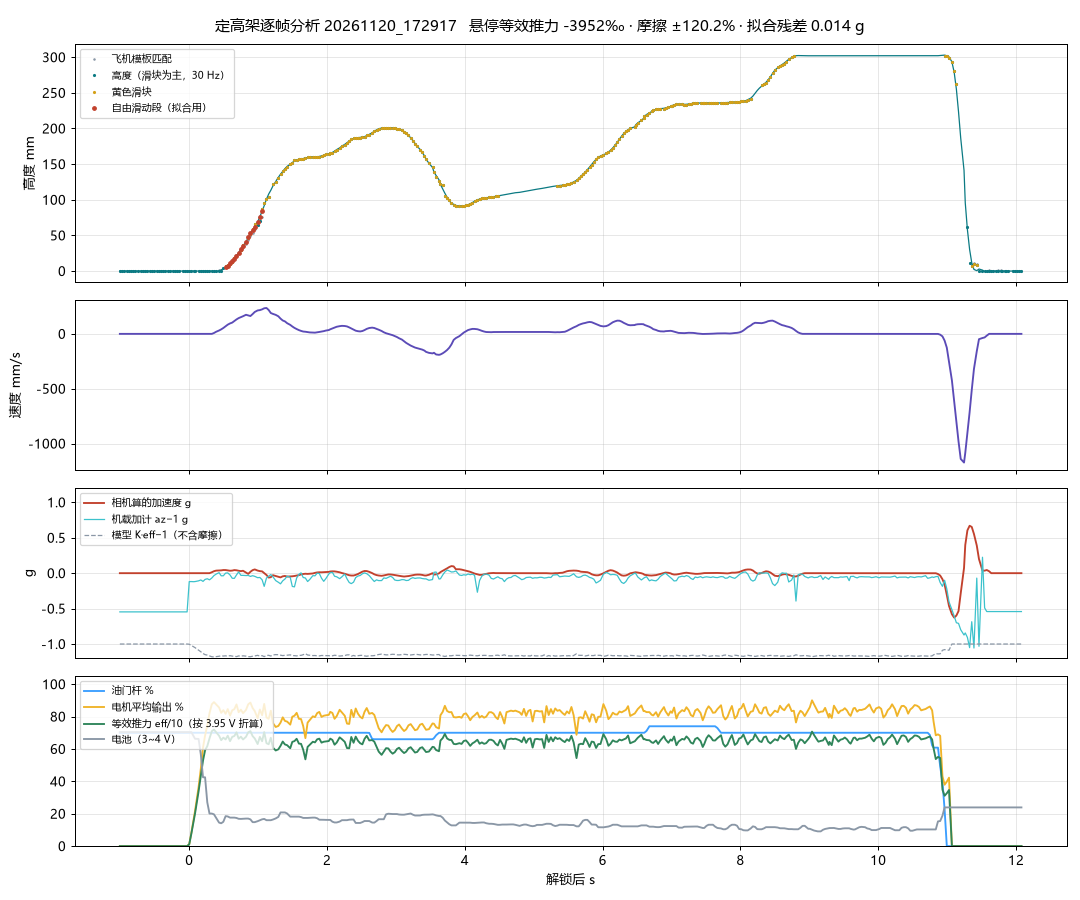 定高架逐帧分析 20261120_172917   悬停等效推力 -3952‰ · 摩擦 ±120.2% · 拟合残差 0.014 g
300
250
200
150
100
50
0
高度 mm
飞机模板匹配
高度（滑块为主，30 Hz）
黄色滑块
自由滑动段（拟合用）
0
-500
-1000
速度 mm/s
1.0
0.5
0.0
-0.5
-1.0
g
相机算的加速度 g
机载加计 az−1 g
模型 K·eff−1（不含摩擦）
100
80
60
40
20
0
油门杆 %
电机平均输出 %
等效推力 eff/10（按 3.95 V 折算）
电池（3~4 V）
0
2
4
6
8
10
12
解锁后 s